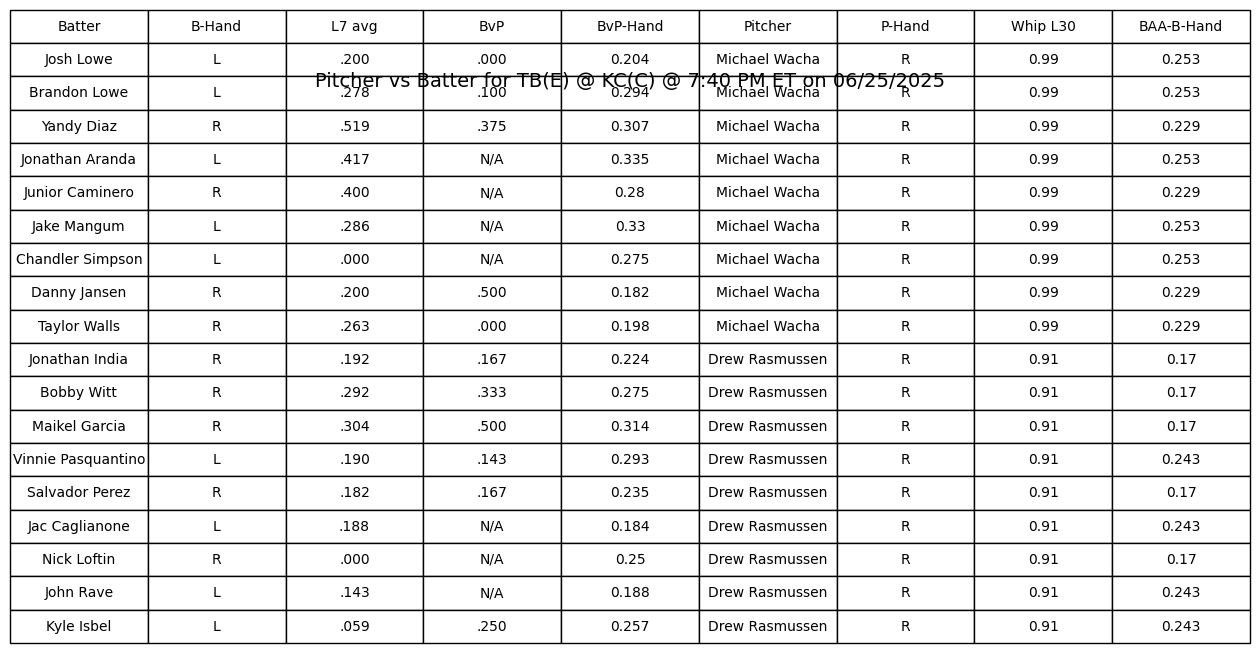 Batter B-Hand L7 avg BvP BvP-Hand Pitcher P-Hand Whip L30 BAA-B-Hand
Josh Lowe L .200 .000 0.204 Michael Wacha R 0.99 0.253
Pitcher vs Batter for TB(E) @ KC(C) @ 7:40 PM ET on 06/25/2025
Brandon Lowe L .278 .100 0.294 Michael Wacha R 0.99 0.253
Yandy Diaz R .519 .375 0.307 Michael Wacha R 0.99 0.229
Jonathan Aranda L .417 N/A 0.335 Michael Wacha R 0.99 0.253
Junior Caminero R .400 N/A 0.28 Michael Wacha R 0.99 0.229
Jake Mangum L .286 N/A 0.33 Michael Wacha R 0.99 0.253
Chandler Simpson L .000 N/A 0.275 Michael Wacha R 0.99 0.253
Danny Jansen R .200 .500 0.182 Michael Wacha R 0.99 0.229
Taylor Walls R .263 .000 0.198 Michael Wacha R 0.99 0.229
Jonathan India R .192 .167 0.224 Drew Rasmussen R 0.91 0.17
Bobby Witt R .292 .333 0.275 Drew Rasmussen R 0.91 0.17
Maikel Garcia R .304 .500 0.314 Drew Rasmussen R 0.91 0.17
Vinnie Pasquantino L .190 .143 0.293 Drew Rasmussen R 0.91 0.243
Salvador Perez R .182 .167 0.235 Drew Rasmussen R 0.91 0.17
Jac Caglianone L .188 N/A 0.184 Drew Rasmussen R 0.91 0.243
Nick Loftin R .000 N/A 0.25 Drew Rasmussen R 0.91 0.17
John Rave L .143 N/A 0.188 Drew Rasmussen R 0.91 0.243
Kyle Isbel L .059 .250 0.257 Drew Rasmussen R 0.91 0.243